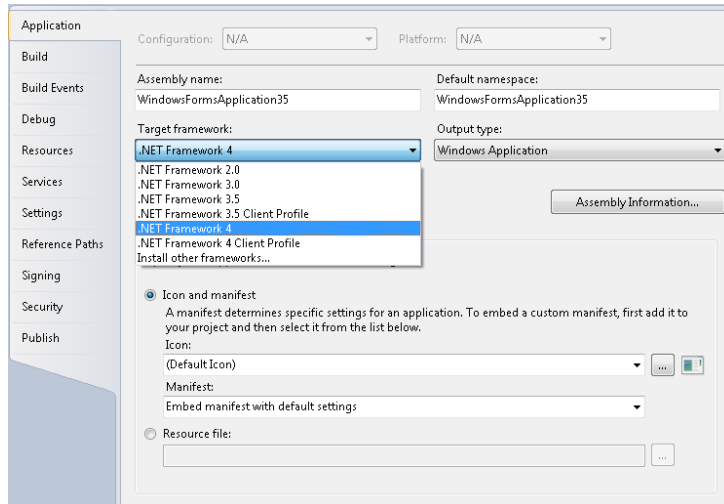 Application
Build
Build Events
Debug
Resources
Services
Settings
Reference Paths
Signing
Security
Publish
Configuration: N/A Platform: N/A
Assembly name: Default namespace:
WindowsFormsApplication35 WindowsFormsApplication35
Target framework: Output type:
.NET Framework 4 Windows Application
.NET Framework 2.0
.NET Framework 3.0
.NET Framework 3.5
.NET Framework 3.5 Client Profile
.NET Framework 4
.NET Framework 4 Client Profile
Install other frameworks...
Assembly Information...
Icon and manifest
A manifest determines specific settings for an application. To embed a custom manifest, first add it to
your project and then select it from the list below.
Icon:
(Default Icon) ...
Manifest:
Embed manifest with default settings
Resource file:
...